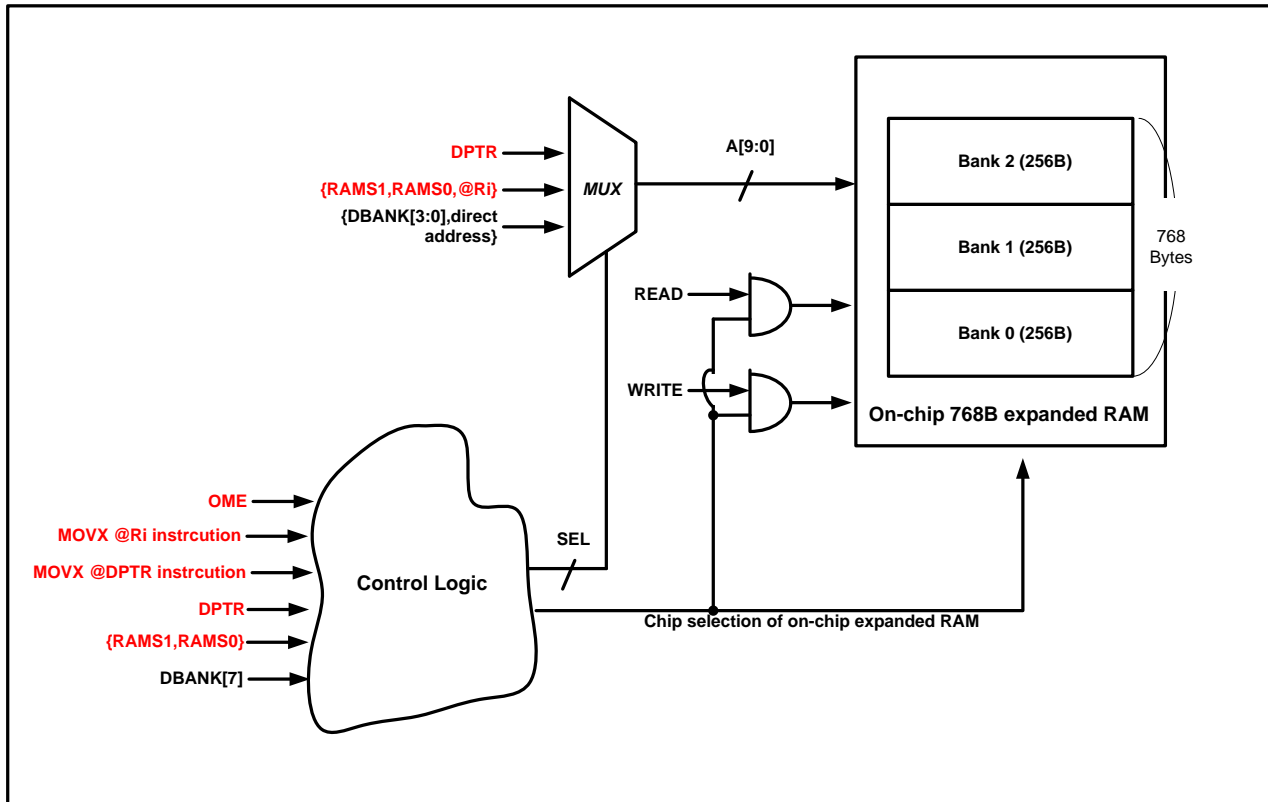 DPTR
{RAMS1,RAMS0,@Ri}
{DBANK[3:0],direct
address}
MUX
A[9:0]
Bank 2 (256B)
Bank 1 (256B)
Bank 0 (256B)
768
Bytes
On-chip 768B expanded RAM
READ
WRITE
OME
MOVX @Ri instrcution
MOVX @DPTR instrcution
DPTR
{RAMS1,RAMS0}
DBANK[7]
Control Logic
SEL
Chip selection of on-chip expanded RAM